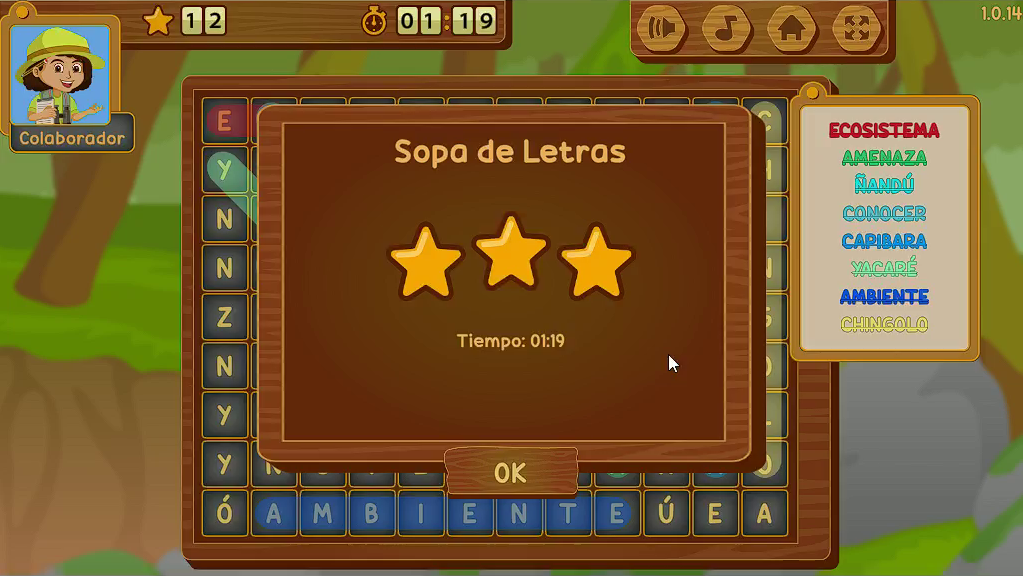 12
01:19
1.0.14
Colaborador
Sopa de Letras
Tiempo: 01:19
OK
ECOSISTEMA
AMENAZA
ÑANDÚ
CONOCER
CAPIBARA
YACARÉ
AMBIENTE
CHINGOLO
E
Y
N
N
Z
N
Y
Y
Ó A M B I E N T E Ú E A